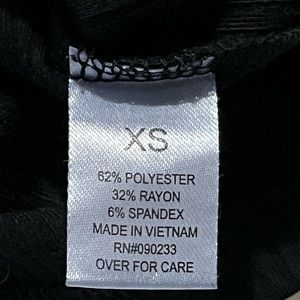 XS
62% POLYESTER
32% RAYON
6% SPANDEX
MADE IN VIETNAM
RN#090233
OVER FOR CARE